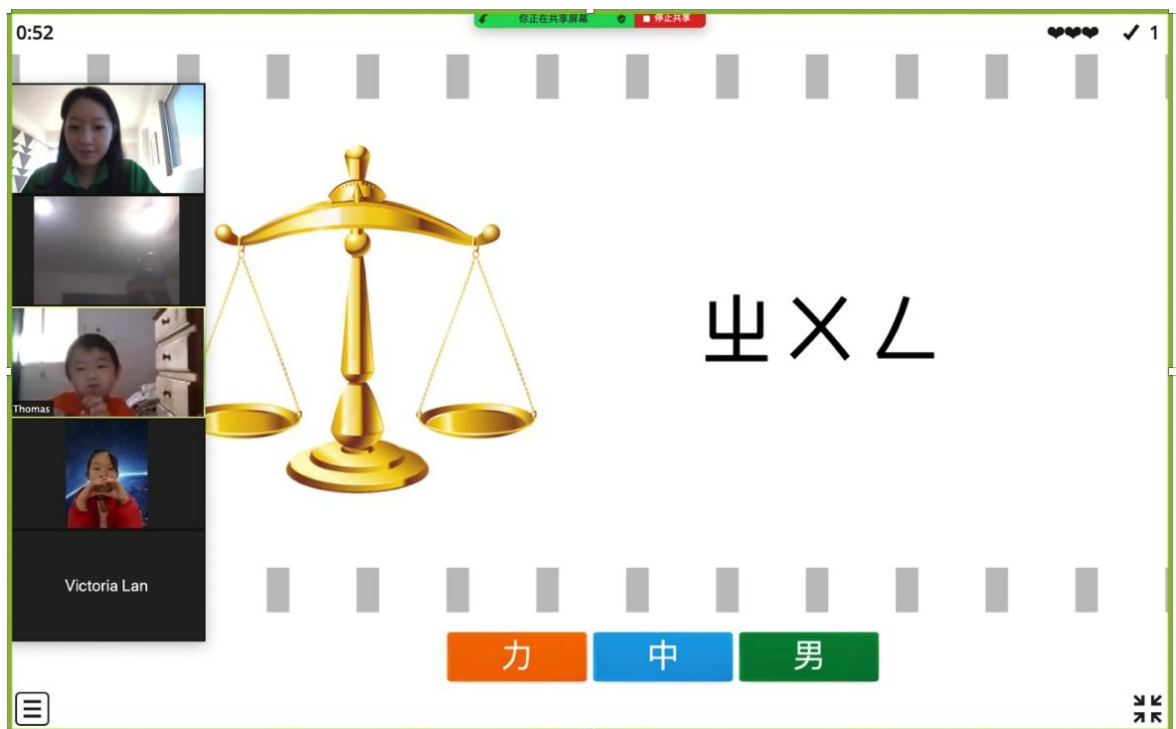 0:52
你正在共享屏幕
停止共享
✓ 1
ㄓㄨㄥ
Thomas
Victoria Lan
力
中
男